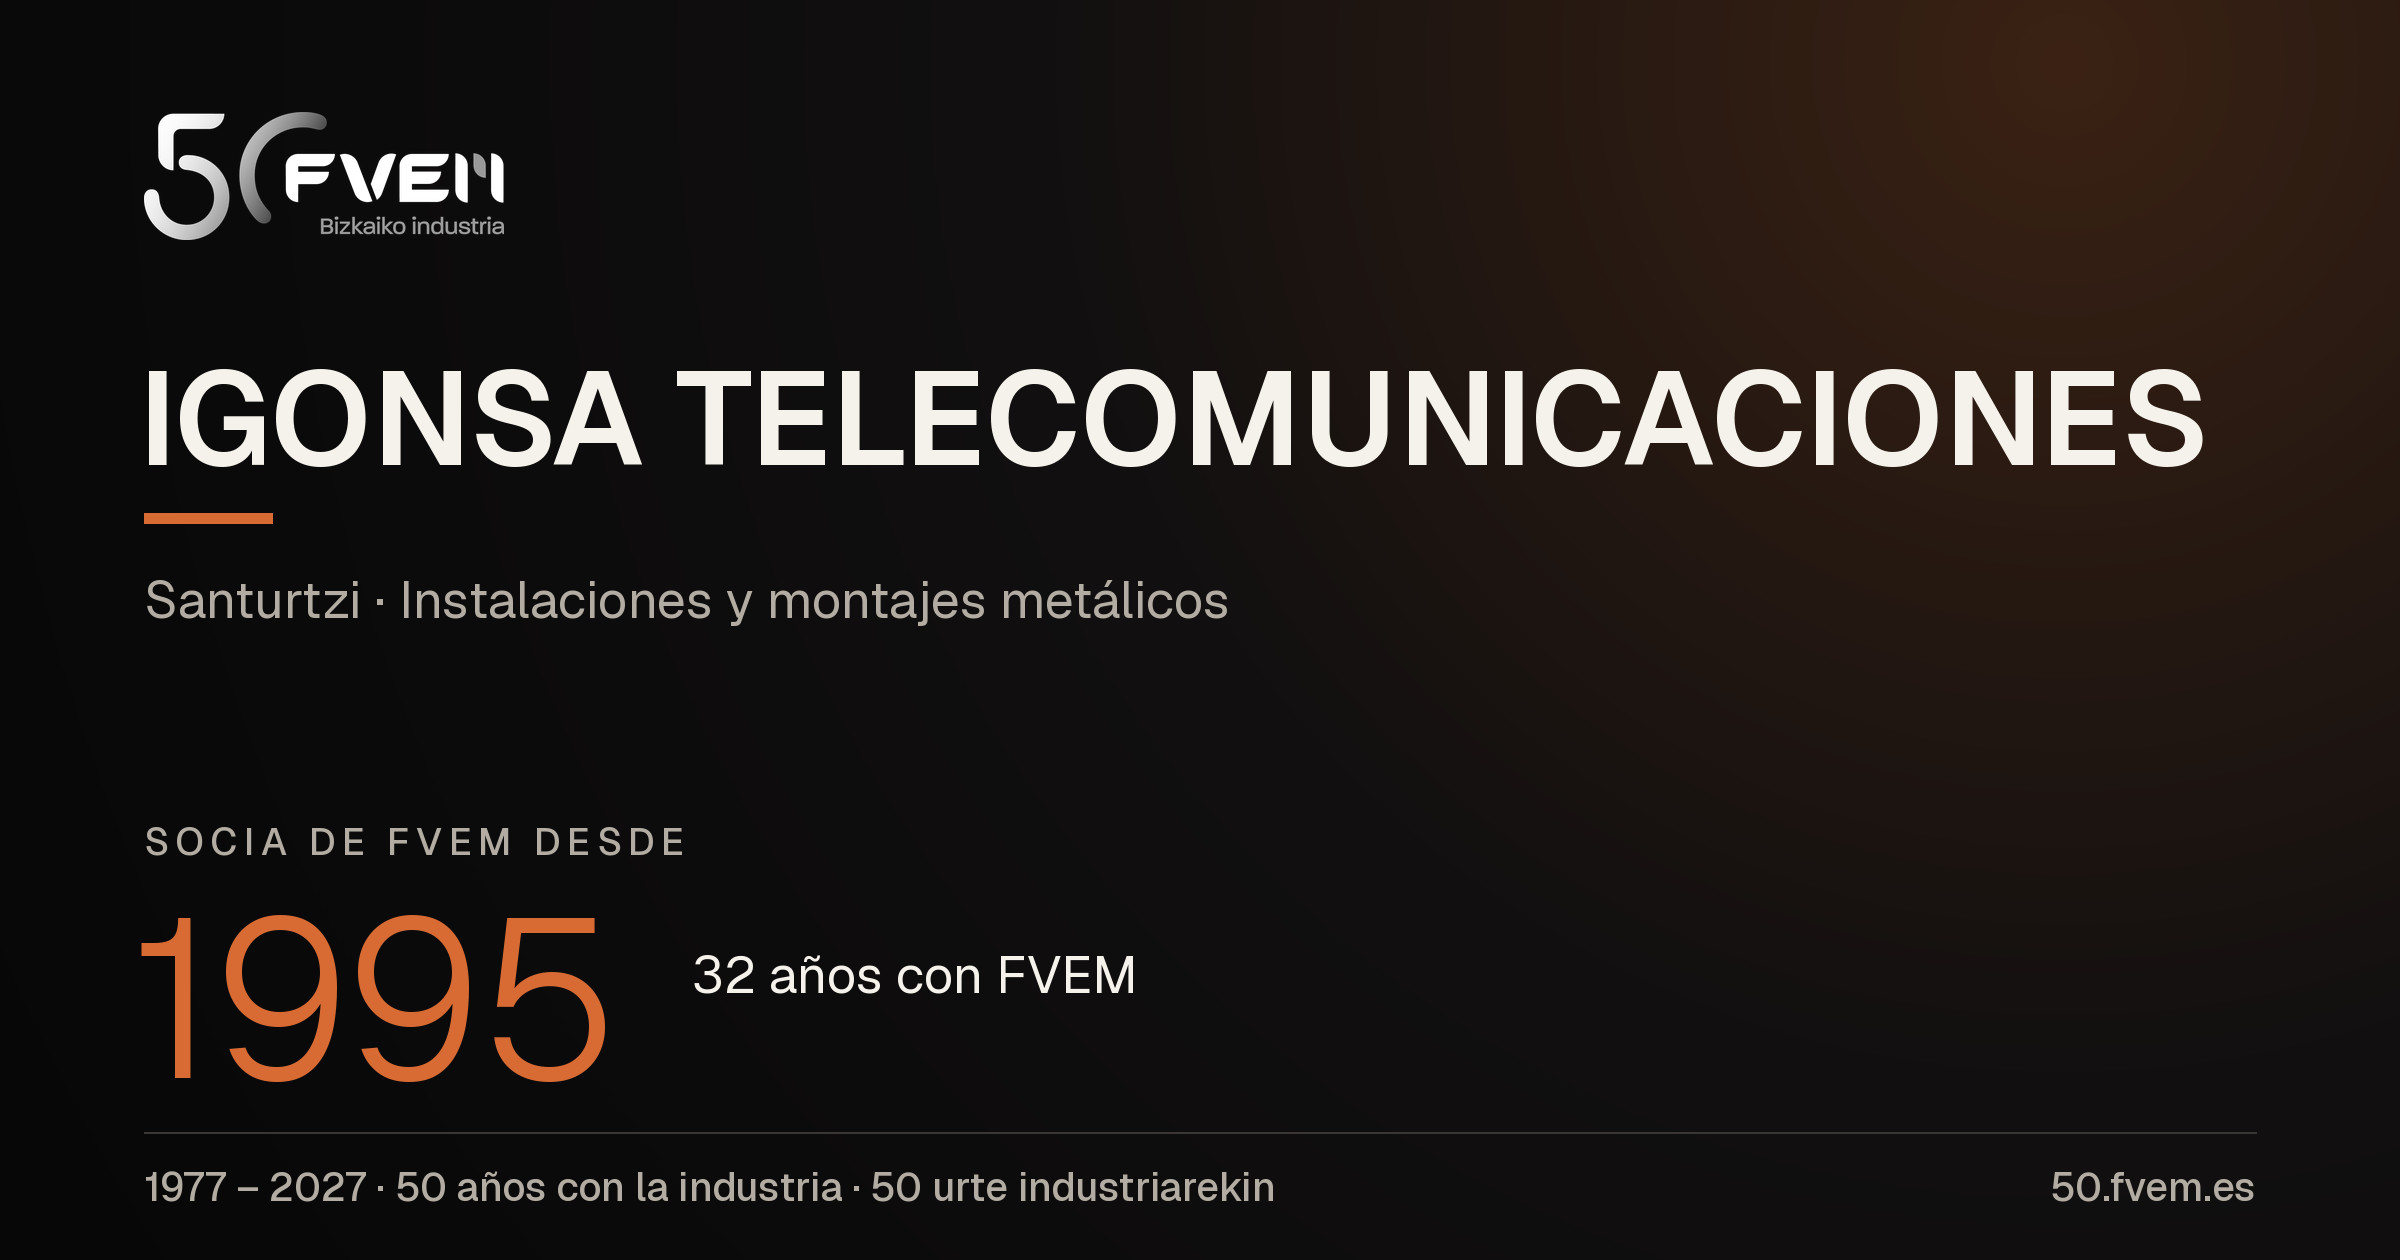 50 FVEM
Bizkaiko industria
IGONSA TELECOMUNICACIONES
Santurtzi · Instalaciones y montajes metálicos
SOCIA DE FVEM DESDE
1995
32 años con FVEM
1977 – 2027 · 50 años con la industria · 50 urte industriarekin
50.fvem.es